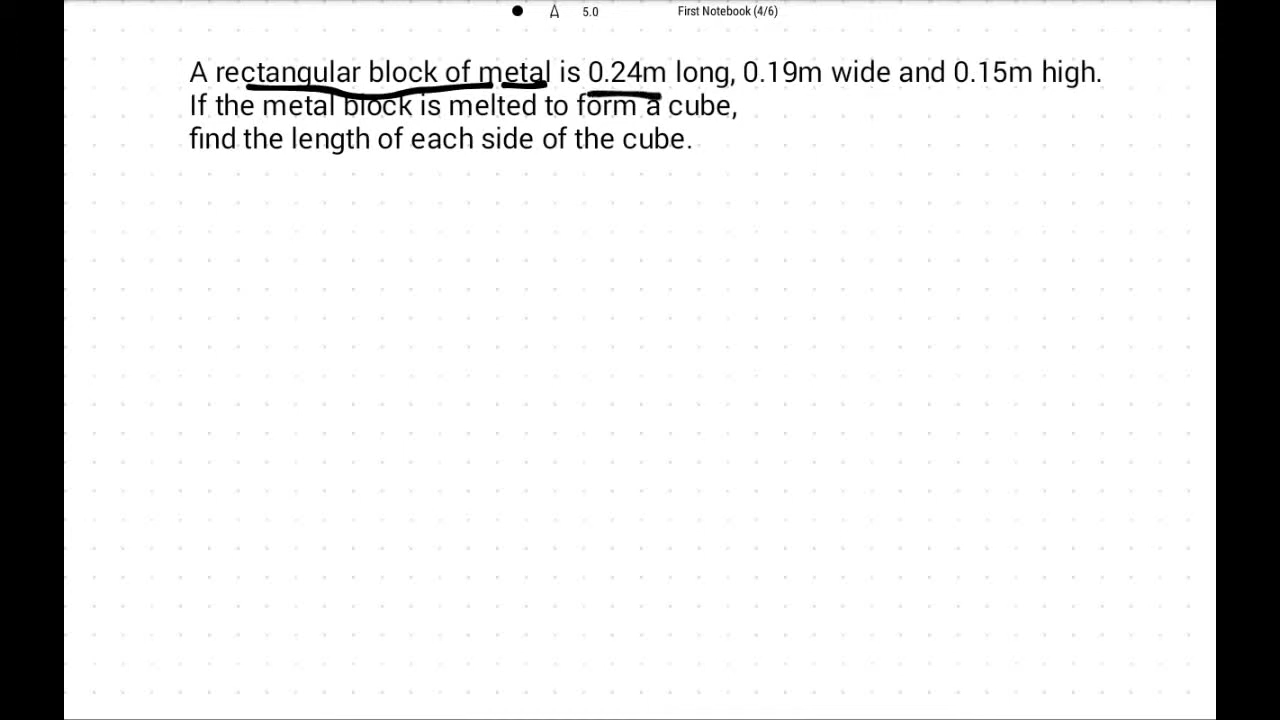 5.0 First Notebook (4/6)
A rectangular block of metal is 0.24m long, 0.19m wide and 0.15m high.
If the metal block is melted to form a cube,
find the length of each side of the cube.